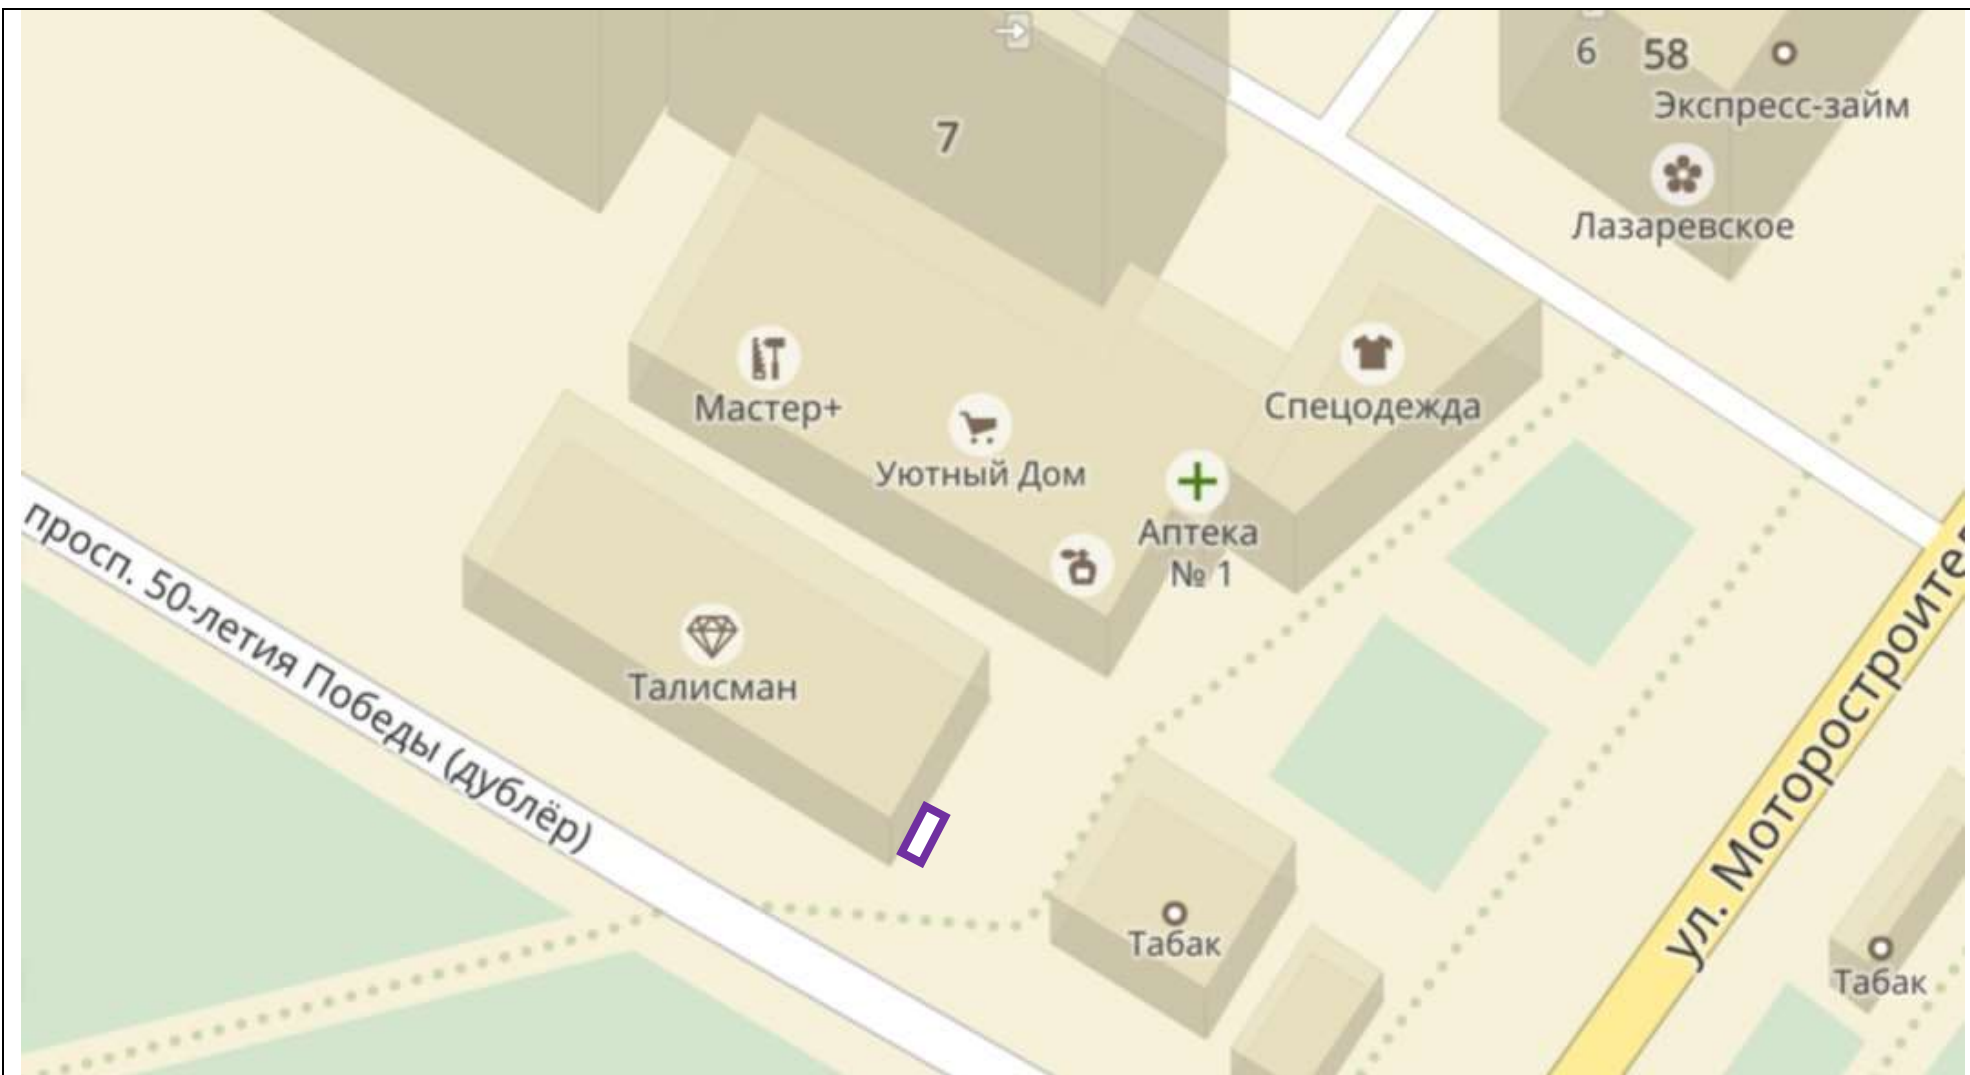 6
58
Экспресс-займ
7
Лазаревское
Мастер+
Спецодежда
Уютный Дом
Аптека
№ 1
просп. 50-летия Победы (дублёр)
Талисман
ул.
Табак
Табак